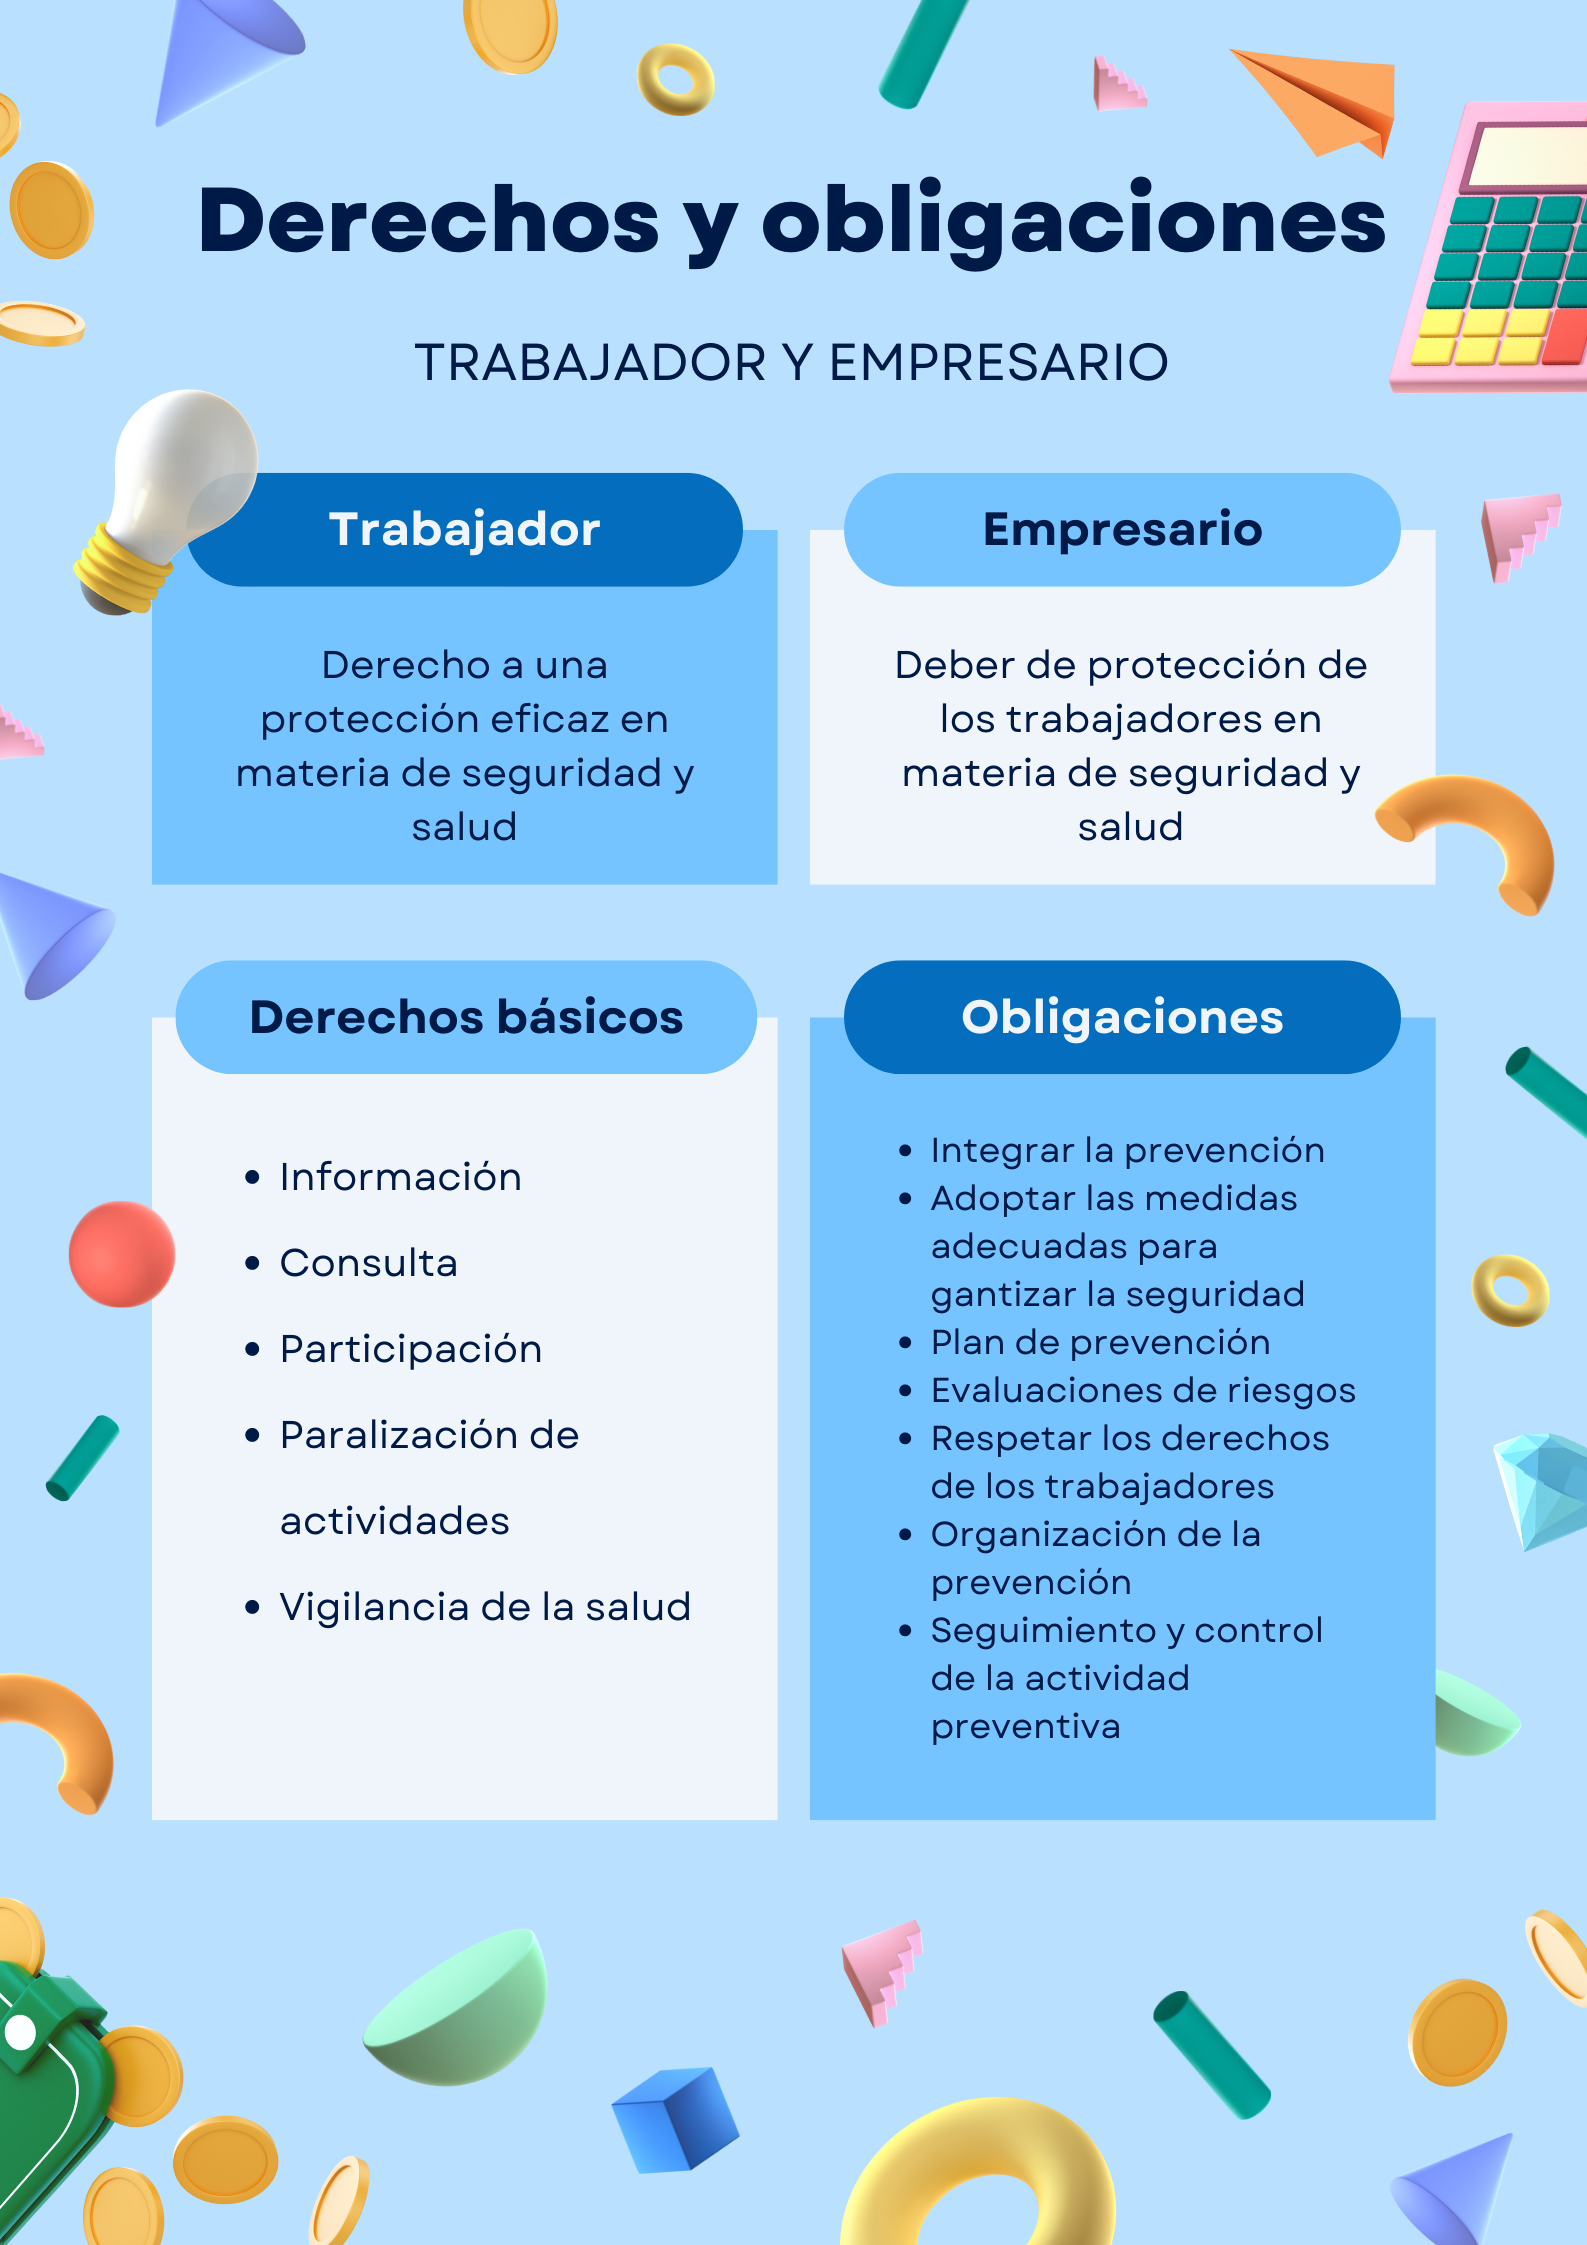 Derechos y obligaciones
TRABAJADOR Y EMPRESARIO
Trabajador
Derecho a una
protección eficaz en
materia de seguridad y
salud
Empresario
Deber de protección de
los trabajadores en
materia de seguridad y
salud
Derechos básicos
• Información
• Consulta
• Participación
• Paralización de
actividades
• Vigilancia de la salud
Obligaciones
• Integrar la prevención
• Adoptar las medidas
adecuadas para
gantizar la seguridad
• Plan de prevención
• Evaluaciones de riesgos
• Respetar los derechos
de los trabajadores
• Organización de la
prevención
• Seguimiento y control
de la actividad
preventiva